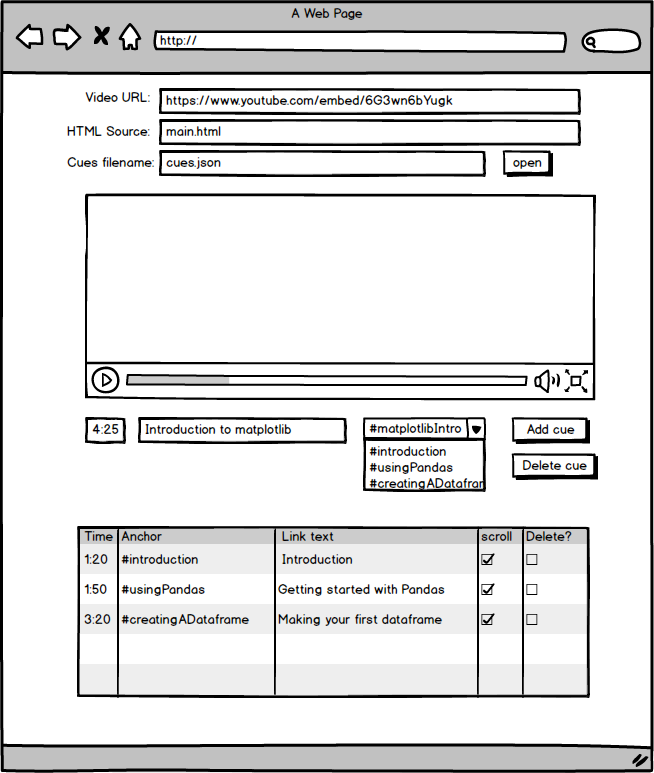 A Web Page
http://
Video URL: https://www.youtube.com/embed/6G3wn6bYugk
HTML Source: main.html
Cues filename: cues.json open
4:25 Introduction to matplotlib #matplotlibIntro Add cue
#introduction
#usingPandas Delete cue
#creatingADatafrar
Time Anchor Link text scroll Delete?
1:20 #introduction Introduction
1:50 #usingPandas Getting started with Pandas
3:20 #creatingADataframe Making your first dataframe